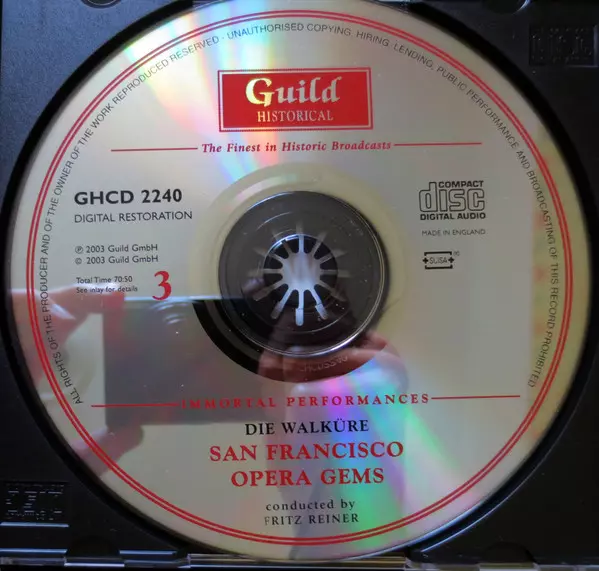 ALL RIGHTS OF THE PRODUCER AND OF THE OWNER OF THE WORK REPRODUCED RESERVED - UNAUTHORISED COPYING, HIRING, LENDING, PUBLIC PERFORMANCE AND BROADCASTING OF THIS RECORD PROHIBITED
Guild
HISTORICAL
The Finest in Historic Broadcasts
GHCD 2240
DIGITAL RESTORATION
COMPACT
disc
DIGITAL AUDIO
MADE IN ENGLAND
℗ 2003 Guild GmbH
© 2003 Guild GmbH
SUISA
®
Total Time 70:50
See inlay for details
3
IMMORTAL PERFORMANCES
DIE WALKÜRE
SAN FRANCISCO
OPERA GEMS
conducted by
FRITZ REINER